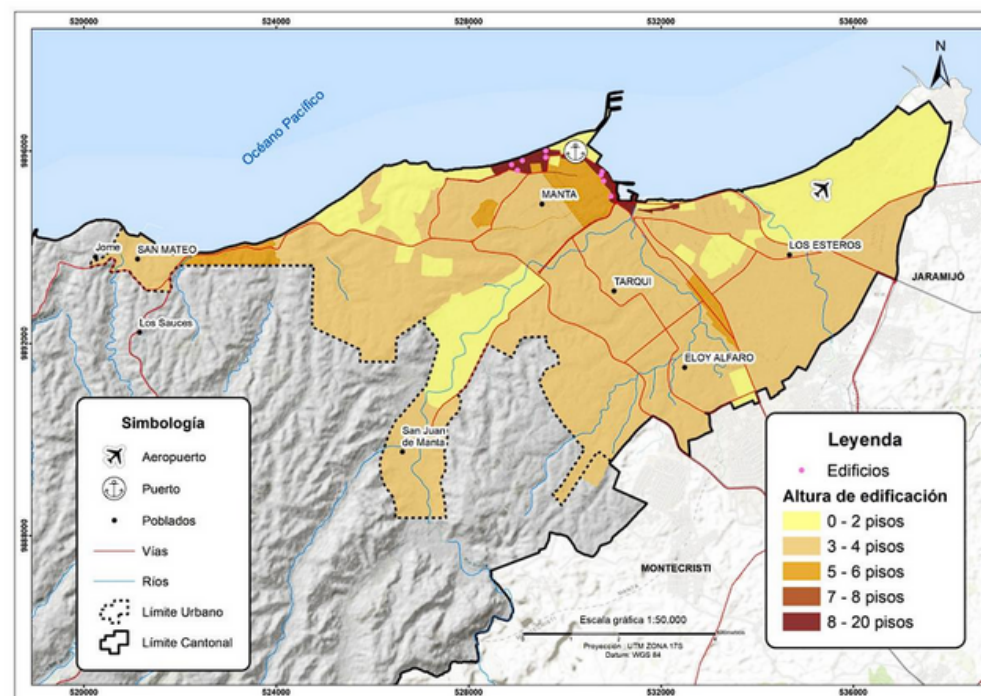 520000
524000
528000
532000
536000
N
9896000
Océano Pacífico
MANTA
Jome
SAN MATEO
LOS ESTEROS
JARAMIJÓ
TARQUI
Los Sauces
9892000
ELOY ALFARO
San Juan
de Manta
Simbología
Aeropuerto
Puerto
Poblados
Vías
Ríos
Límite Urbano
Límite Cantonal
Leyenda
Edificios
Altura de edificación
0 - 2 pisos
3 - 4 pisos
5 - 6 pisos
7 - 8 pisos
8 - 20 pisos
9888000
MONTECRISTI
Escala gráfica 1:50.000
Proyección : UTM ZONA 17S
Datum: WGS 84
520000
524000
528000
532000
536000